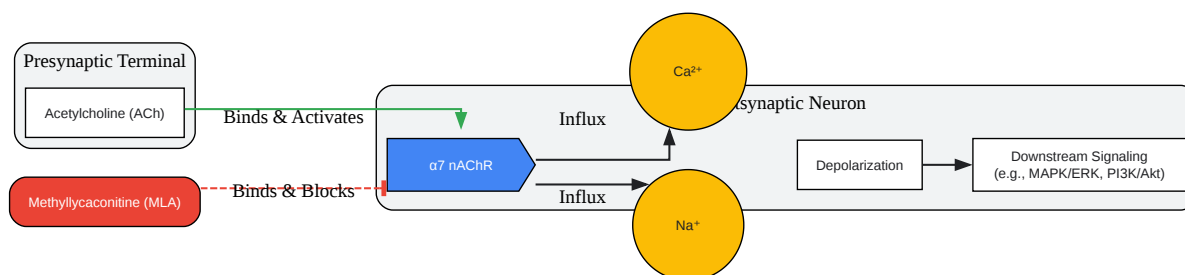 Presynaptic Terminal
Acetylcholine (ACh)
Methyllycaconitine (MLA)
Binds & Activates
Binds & Blocks
α7 nAChR
Influx
Influx
Ca²⁺
Na⁺
Neuron
Depolarization
Downstream Signaling
(e.g., MAPK/ERK, PI3K/Akt)